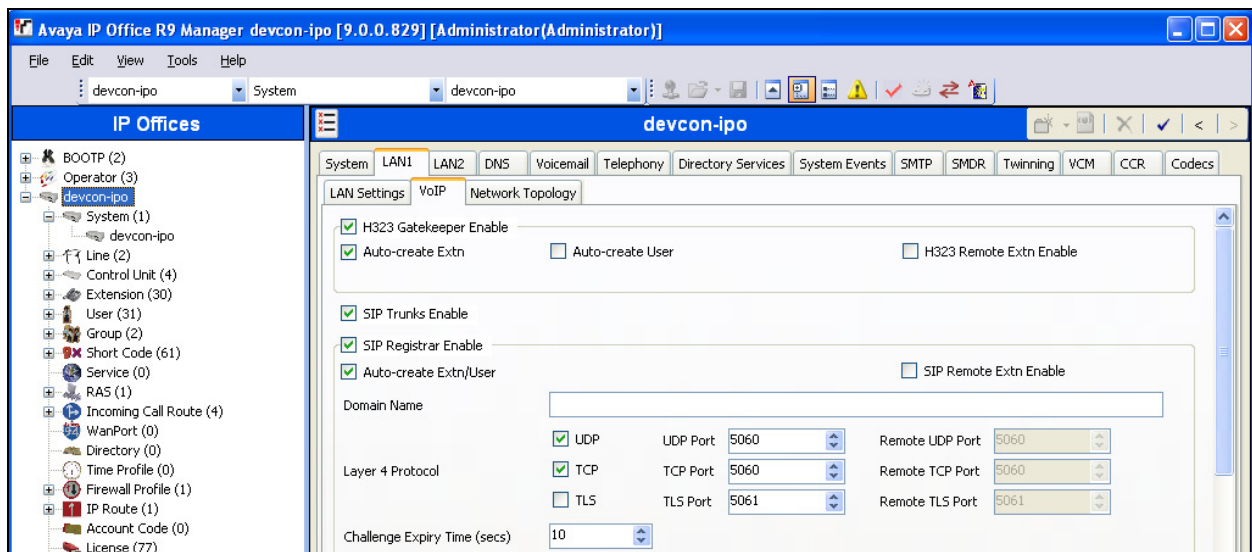 Avaya IP Office R9 Manager devcon-ipo [9.0.0.829] [Administrator(Administrator)]
File Edit View Tools Help
devcon-ipo System devcon-ipo
IP Offices
BOOTP (2)
Operator (3)
devcon-ipo
System (1)
devcon-ipo
Line (2)
Control Unit (4)
Extension (30)
User (31)
Group (2)
Short Code (61)
Service (0)
RAS (1)
Incoming Call Route (4)
WanPort (0)
Directory (0)
Time Profile (0)
Firewall Profile (1)
IP Route (1)
Account Code (0)
License (77)
devcon-ipo
System LAN1 LAN2 DNS Voicemail Telephony Directory Services System Events SMTP SMDR Twinning VCM CCR Codecs
LAN Settings VoIP Network Topology
H323 Gatekeeper Enable
Auto-create Extn Auto-create User H323 Remote Extn Enable
SIP Trunks Enable
SIP Registrar Enable
Auto-create Extn/User SIP Remote Extn Enable
Domain Name
UDP UDP Port 5060 Remote UDP Port 5060
Layer 4 Protocol TCP TCP Port 5060 Remote TCP Port 5060
TLS TLS Port 5061 Remote TLS Port 5061
Challenge Expiry Time (secs) 10